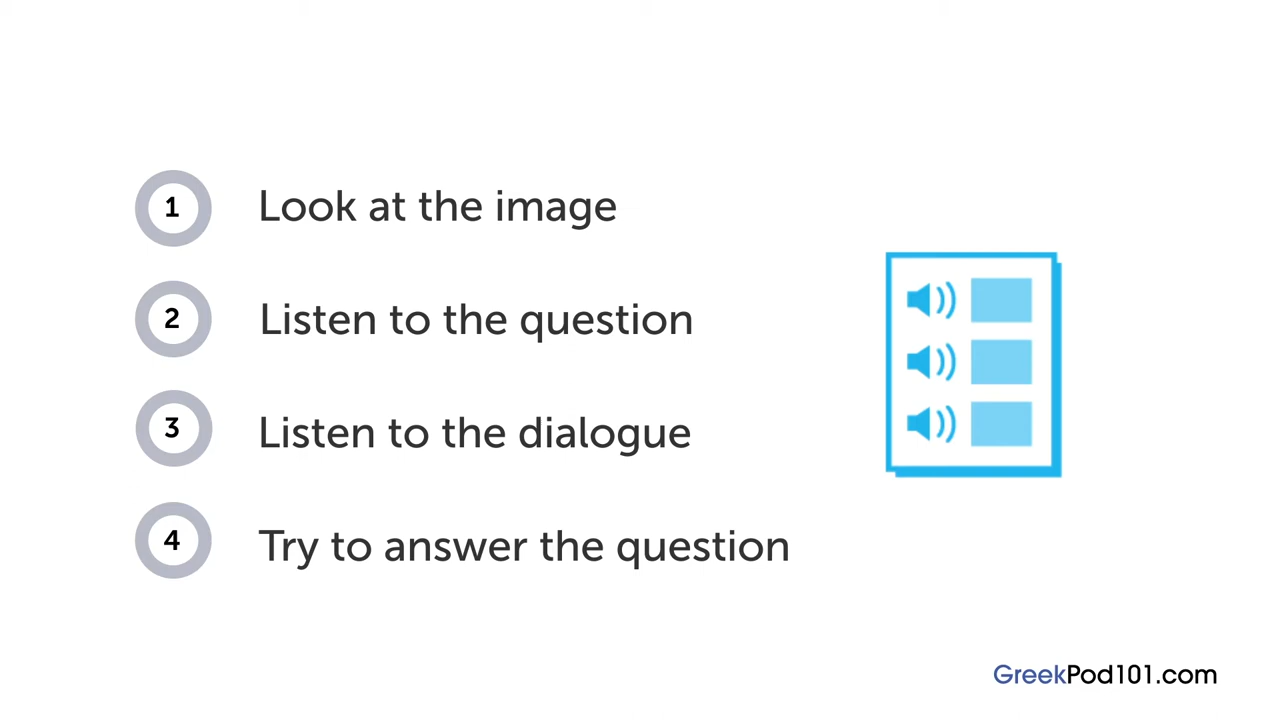 1 Look at the image
2 Listen to the question
3 Listen to the dialogue
4 Try to answer the question
GreekPod101.com